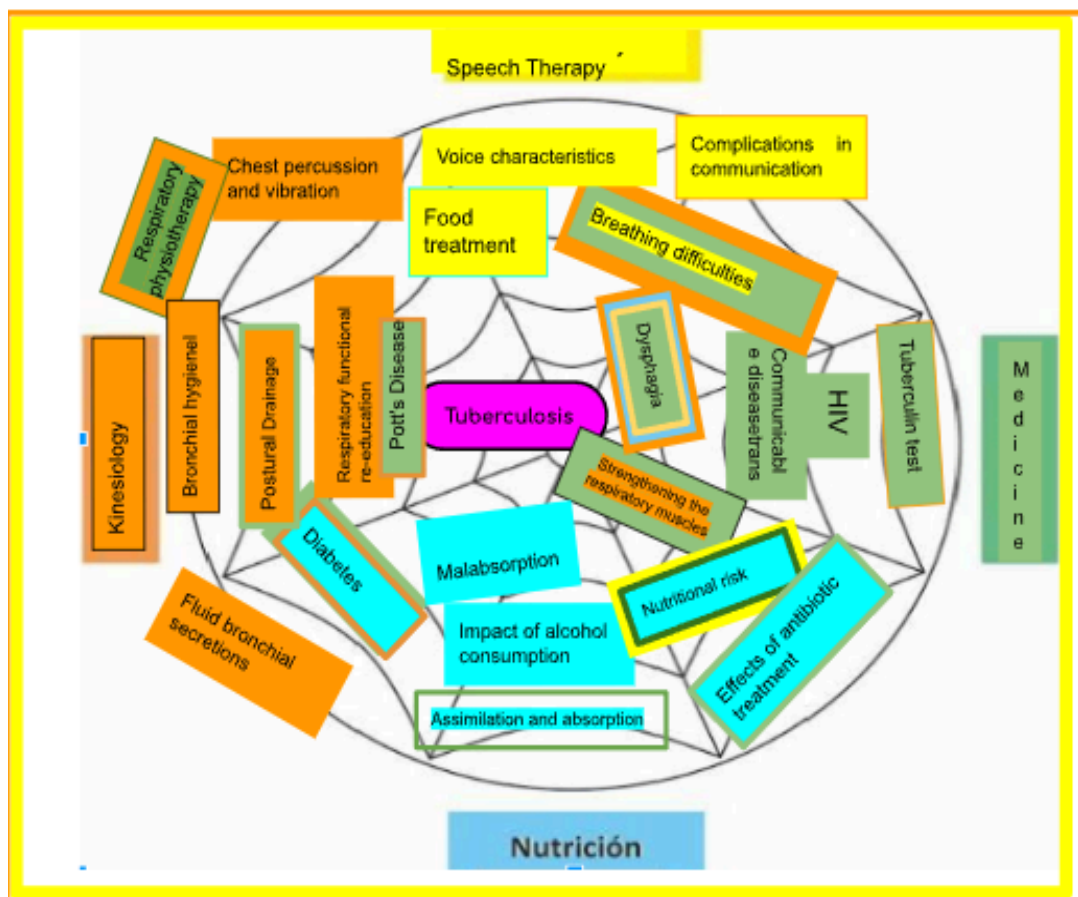 Speech Therapy ´
Chest percussion
and vibration
Voice characteristics
Complications in
communication
Respiratory
physiotherapy
Food
treatment
Breathing difficulties
Kinesiology
Bronchial hygienel
Postural Drainage
Respiratory functional
re-education
Pott's Disease
Tuberculosis
Dysphagia
Communicabl
e diseasetrans
HIV
Tuberculin test
Medicine
Strengthening the
respiratory muscles
Diabetes
Malabsorption
Nutritional risk
Effects of antibiotic
treatment
Fluid bronchial
secretions
Impact of alcohol
consumption
Assimilation and absorption
Nutrición